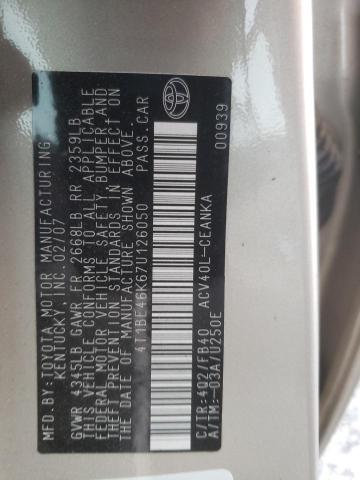 MFD.BY:TOYOTA MOTOR MANUFACTURING
KENTUCKY, INC. 02/07
GVWR 4345LB GAWR FR 2668LB RR 2359LB
THIS VEHICLE CONFORMS TO ALL APPLICABLE
FEDERAL MOTOR VEHICLE SAFETY, BUMPER, AND
THEFT PREVENTION STANDARDS IN EFFECT ON
THE DATE OF MANUFACTURE SHOWN ABOVE.
4T1BE46K67U126050 PASS.CAR
C/TR:4Q2/FB40 ACV40L-CEANKA
A/TM:-03A/U250E 00939